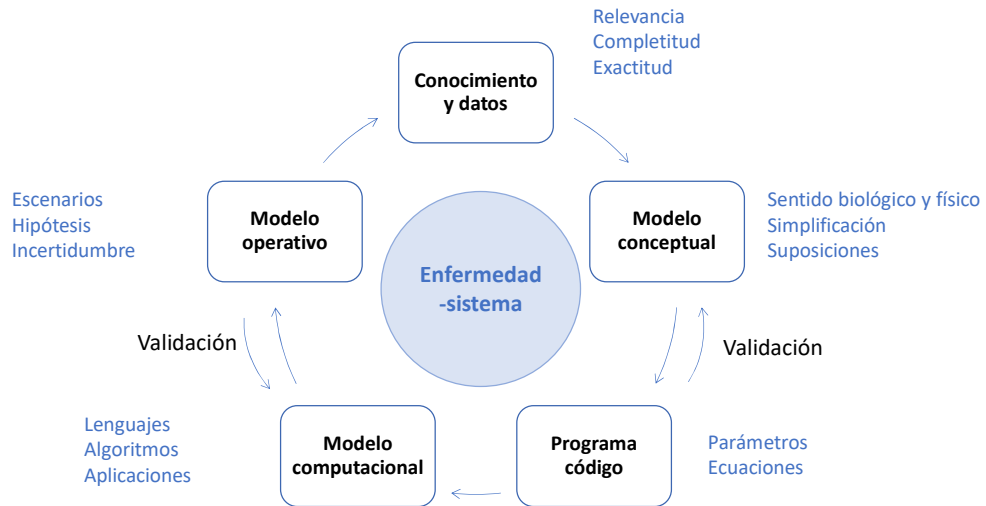 Relevancia
Completitud
Exactitud
Conocimiento
y datos
Escenarios
Hipótesis
Incertidumbre
Modelo
operativo
Modelo
conceptual
Sentido biológico y físico
Simplificación
Suposiciones
Enfermedad
-sistema
Validación
Validación
Lenguajes
Algoritmos
Aplicaciones
Modelo
computacional
Programa
código
Parámetros
Ecuaciones